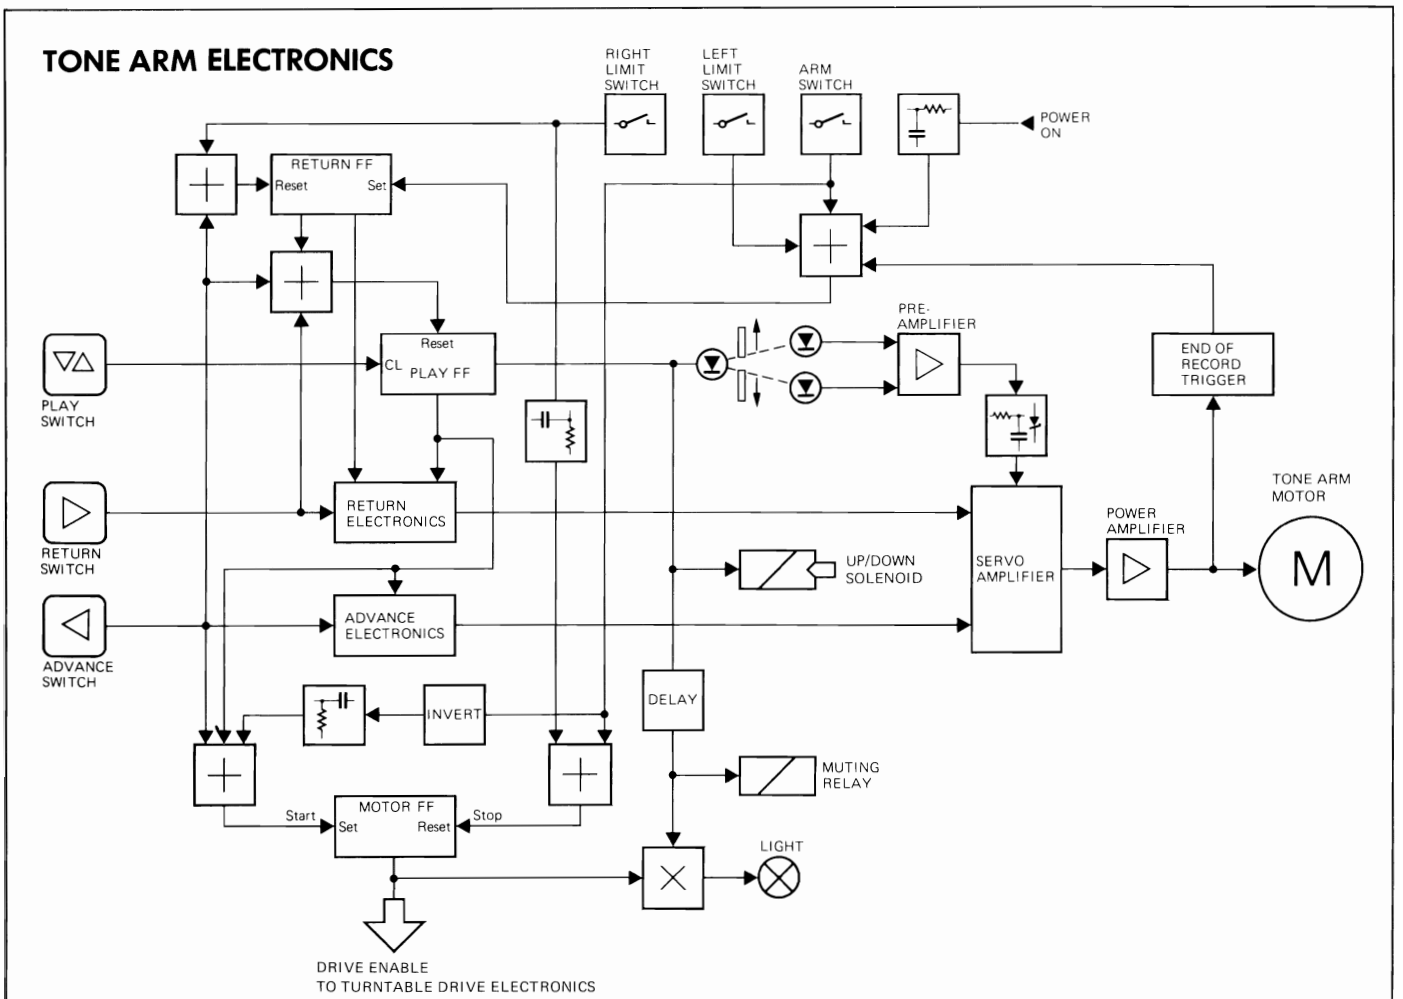 TONE ARM ELECTRONICS
RIGHT
LIMIT
SWITCH
LEFT
LIMIT
SWITCH
ARM
SWITCH
POWER
ON
RETURN FF
Reset
Set
PRE-
AMPLIFIER
Reset
CL
PLAY FF
END OF
RECORD
TRIGGER
PLAY
SWITCH
TONE ARM
MOTOR
RETURN
ELECTRONICS
POWER
AMPLIFIER
RETURN
SWITCH
UP/DOWN
SOLENOID
SERVO
AMPLIFIER
M
ADVANCE
ELECTRONICS
ADVANCE
SWITCH
DELAY
INVERT
MUTING
RELAY
MOTOR FF
Start
Set
Reset
Stop
LIGHT
DRIVE ENABLE
TO TURNTABLE DRIVE ELECTRONICS